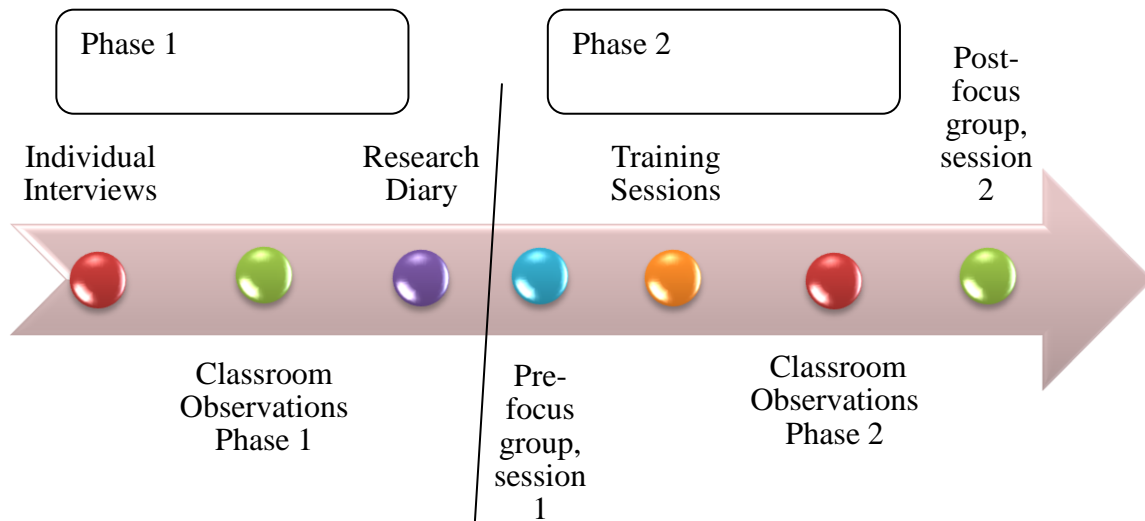 Phase 1
Phase 2
Individual
Interviews
Classroom
Observations
Phase 1
Research
Diary
Pre-
focus
group,
session
1
Training
Sessions
Classroom
Observations
Phase 2
Post-
focus
group,
session
2